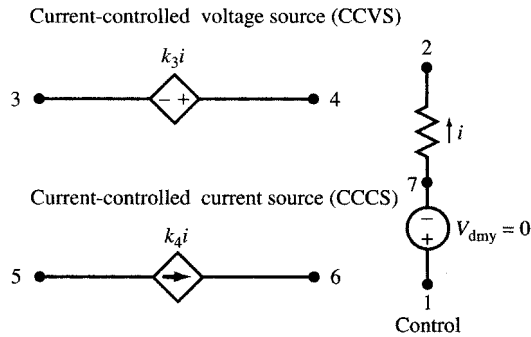 Current-controlled voltage source (CCVS)
k₃i
3
− +
4
2
i
7
Current-controlled current source (CCCS)
k₄i
5
6
−
+
V_dmy = 0
1
Control